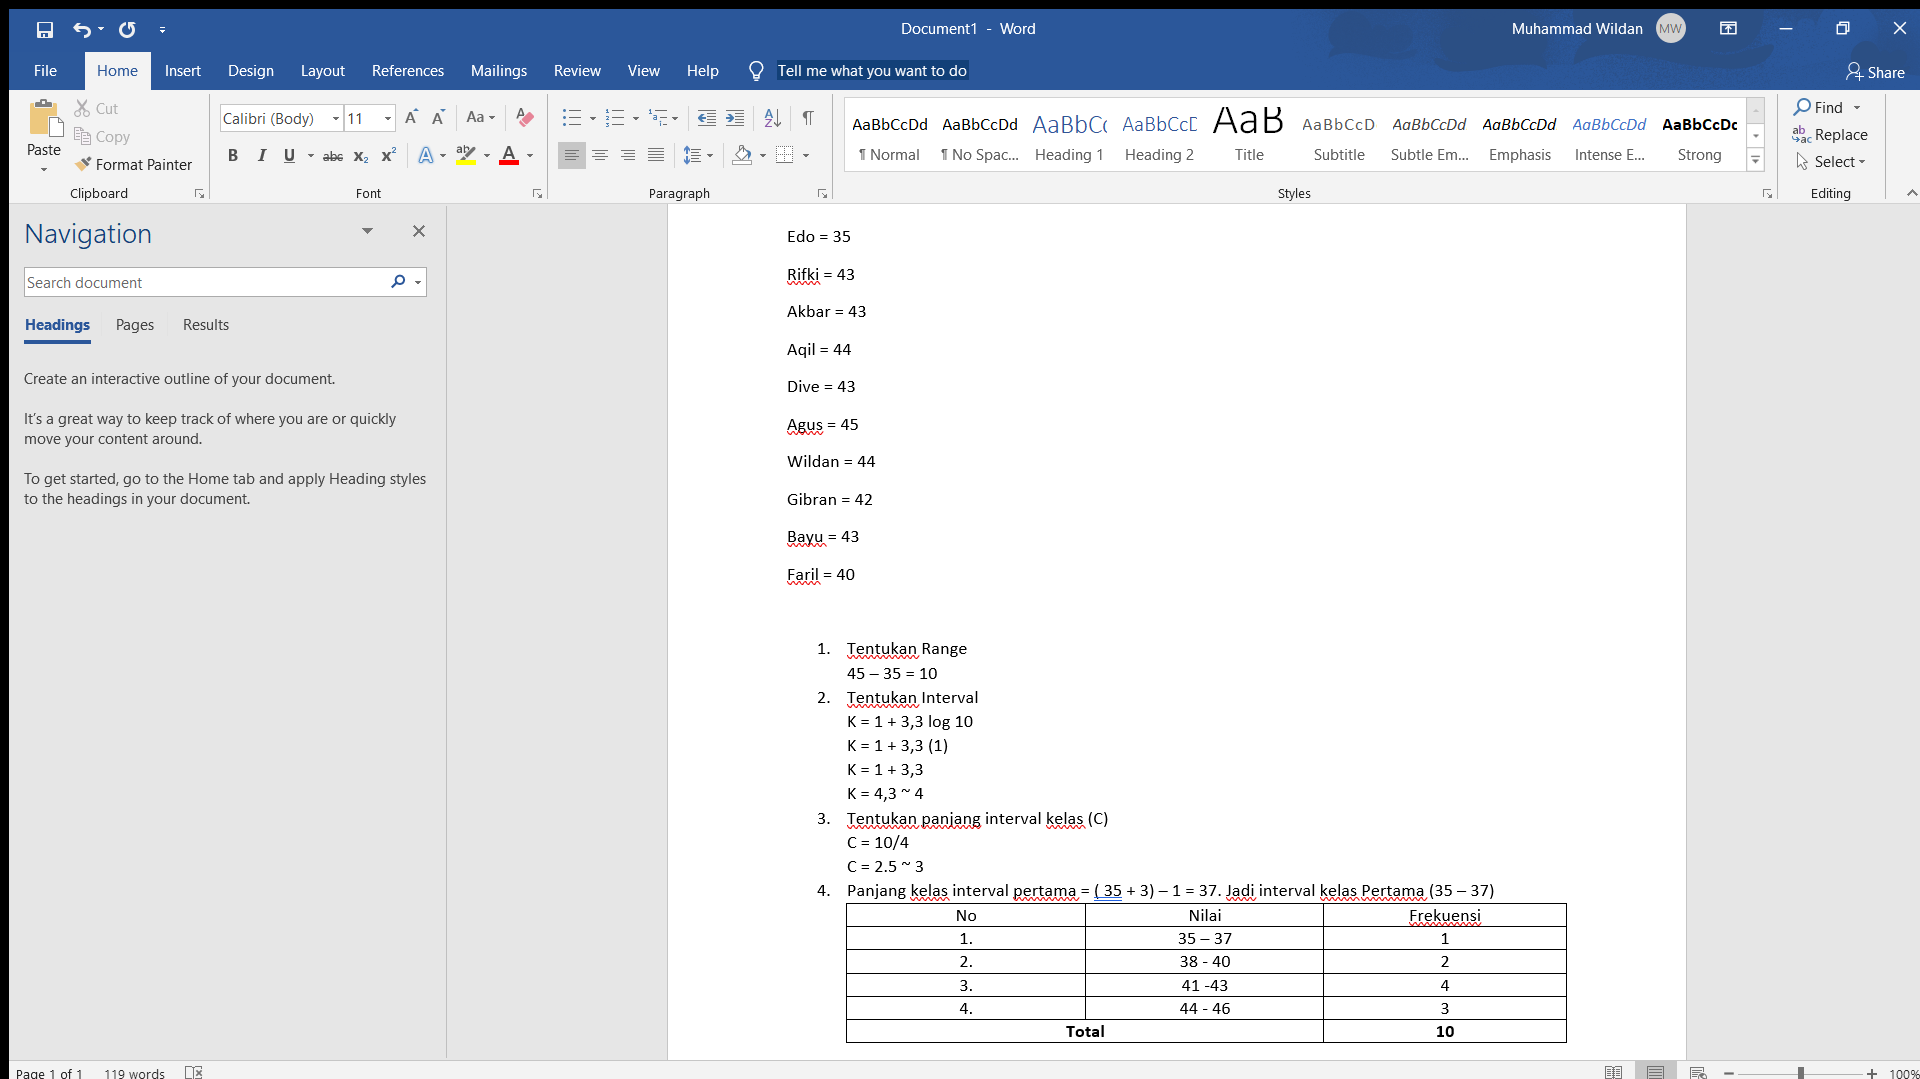 Document1 - Word
Muhammad Wildan MW
File Home Insert Design Layout References Mailings Review View Help Tell me what you want to do Share
Paste
Cut
Copy
Format Painter
Clipboard
Calibri (Body) 11
Font
Paragraph
AaBbCcDd AaBbCcDd AaBbC AaBbCcD AaB AaBbCcD AaBbCcDd AaBbCcDd AaBbCcDd AaBbCcDc
¶ Normal ¶ No Spac... Heading 1 Heading 2 Title Subtitle Subtle Em... Emphasis Intense E... Strong
Styles
Find
Replace
Select
Editing
Navigation
Search document
Headings Pages Results
Create an interactive outline of your document.
It's a great way to keep track of where you are or quickly
move your content around.
To get started, go to the Home tab and apply Heading styles
to the headings in your document.
Edo = 35
Rifki = 43
Akbar = 43
Aqil = 44
Dive = 43
Agus = 45
Wildan = 44
Gibran = 42
Bayu = 43
Faril = 40
1. Tentukan Range
45 – 35 = 10
2. Tentukan Interval
K = 1 + 3,3 log 10
K = 1 + 3,3 (1)
K = 1 + 3,3
K = 4,3 ~ 4
3. Tentukan panjang interval kelas (C)
C = 10/4
C = 2.5 ~ 3
4. Panjang kelas interval pertama = ( 35 + 3) – 1 = 37. Jadi interval kelas Pertama (35 – 37)
No Nilai Frekuensi
1. 35 – 37 1
2. 38 - 40 2
3. 41 -43 4
4. 44 - 46 3
Total 10
Page 1 of 1 119 words 100%